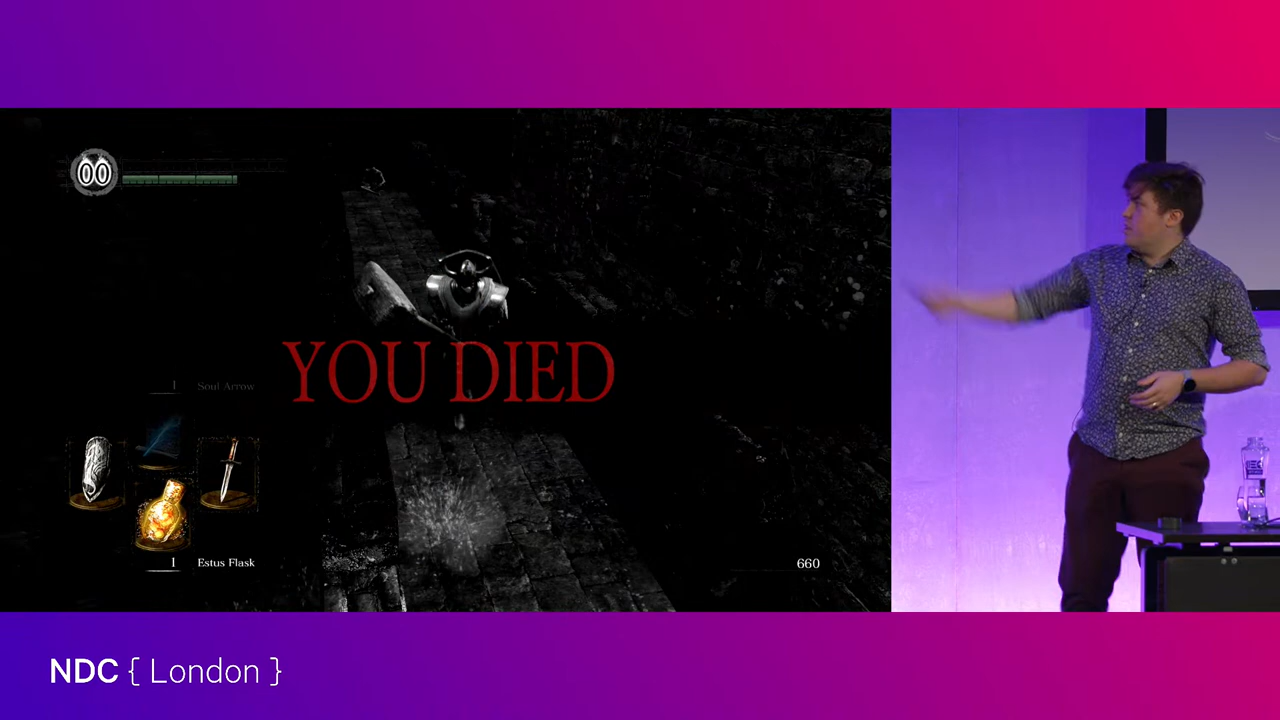 00
YOU DIED
1 Soul Arrow
1 Estus Flask
660
NDC { London }